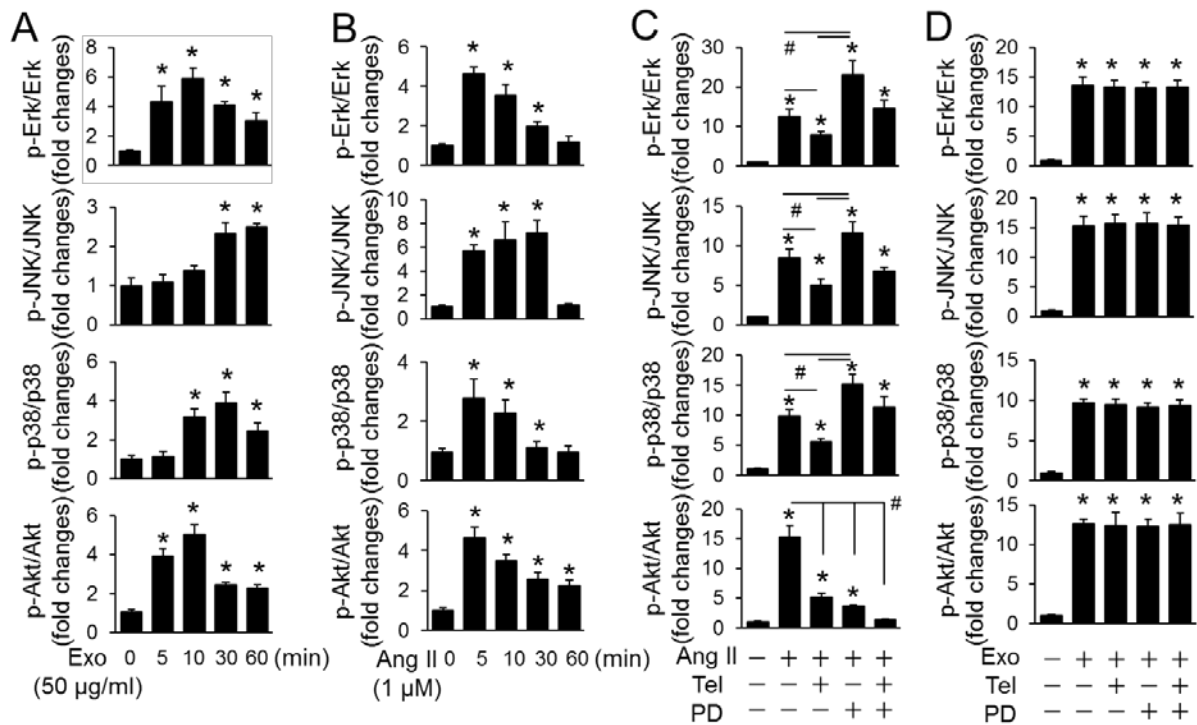 A
p-Erk/Erk
(fold changes)
8
6
4
2
0
* * * *
p-JNK/JNK
(fold changes)
3
2
1
0
* *
p-p38/p38
(fold changes)
6
4
2
0
* * *
p-Akt/Akt
(fold changes)
6
4
2
0
* * * *
Exo 0 5 10 30 60 (min)
(50 µg/ml)
B
p-Erk/Erk
(fold changes)
6
4
2
0
* * *
p-JNK/JNK
(fold changes)
10
8
6
4
2
0
* * *
p-p38/p38
(fold changes)
4
2
0
* * *
p-Akt/Akt
(fold changes)
6
4
2
0
* * * *
Ang II 0 5 10 30 60 (min)
(1 µM)
C
p-Erk/Erk
(fold changes)
30
20
10
0
#
* * * *
p-JNK/JNK
(fold changes)
15
10
5
0
#
* * * *
p-p38/p38
(fold changes)
20
15
10
5
0
#
* * * *
p-Akt/Akt
(fold changes)
20
15
10
5
0
#
* * *
Ang II − + + + +
Tel − − + − +
PD − − − + +
D
p-Erk/Erk
(fold changes)
20
15
10
5
0
* * * *
p-JNK/JNK
(fold changes)
20
15
10
5
0
* * * *
p-p38/p38
(fold changes)
15
10
5
0
* * * *
p-Akt/Akt
(fold changes)
15
10
5
0
* * * *
Exo − + + + +
Tel − − + − +
PD − − − + +